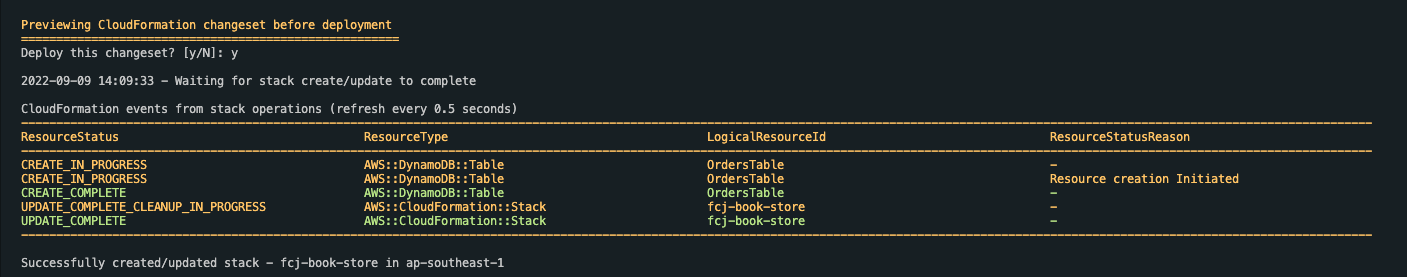 Previewing CloudFormation changeset before deployment
======================================================
Deploy this changeset? [y/N]: y
2022-09-09 14:09:33 - Waiting for stack create/update to complete
CloudFormation events from stack operations (refresh every 0.5 seconds)
ResourceStatus ResourceType LogicalResourceId ResourceStatusReason
CREATE_IN_PROGRESS AWS::DynamoDB::Table OrdersTable -
CREATE_IN_PROGRESS AWS::DynamoDB::Table OrdersTable Resource creation Initiated
CREATE_COMPLETE AWS::DynamoDB::Table OrdersTable -
UPDATE_COMPLETE_CLEANUP_IN_PROGRESS AWS::CloudFormation::Stack fcj-book-store -
UPDATE_COMPLETE AWS::CloudFormation::Stack fcj-book-store -
Successfully created/updated stack - fcj-book-store in ap-southeast-1